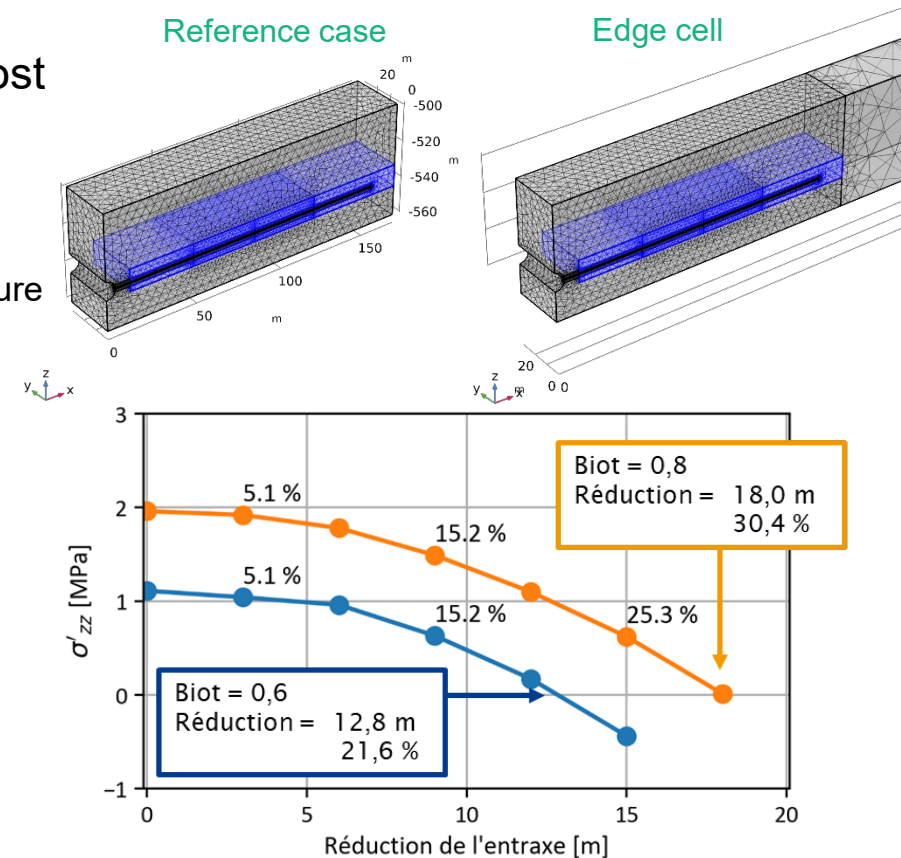 Reference case
Edge cell
ost
ure
m
20
0
-500
-520
m
-540
-560
150
100
50
m
0
z
y
x
20
m
0
0
z
y
x
3
2
1
0
−1
σ'zz [MPa]
5.1 %
15.2 %
5.1 %
15.2 %
25.3 %
Biot = 0,8
Réduction = 18,0 m
30,4 %
Biot = 0,6
Réduction = 12,8 m
21,6 %
0
5
10
15
20
Réduction de l'entraxe [m]